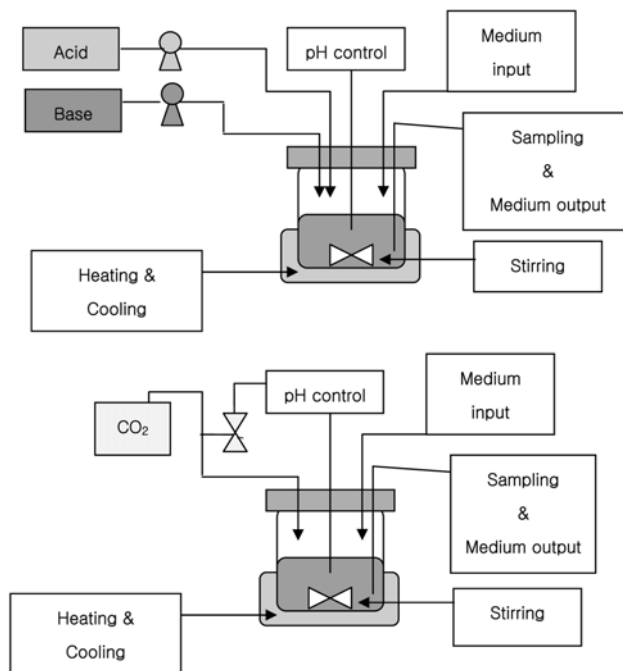 Acid
Base
pH control
Medium
input
Sampling
&
Medium output
Heating &
Cooling
Stirring
CO₂
pH control
Medium
input
Sampling
&
Medium output
Heating &
Cooling
Stirring